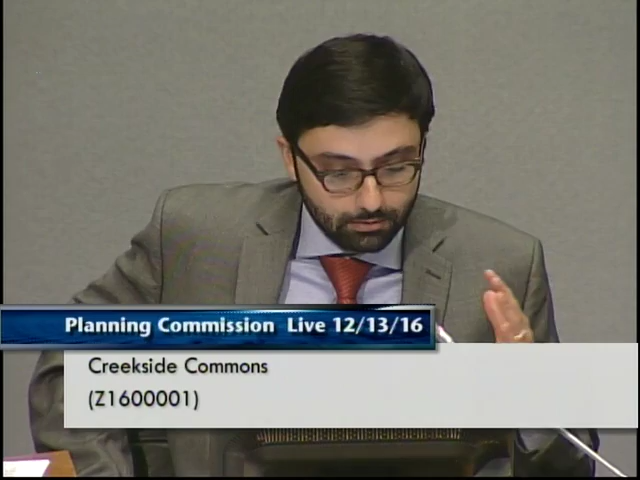 Planning Commission Live 12/13/16
Creekside Commons
(Z1600001)